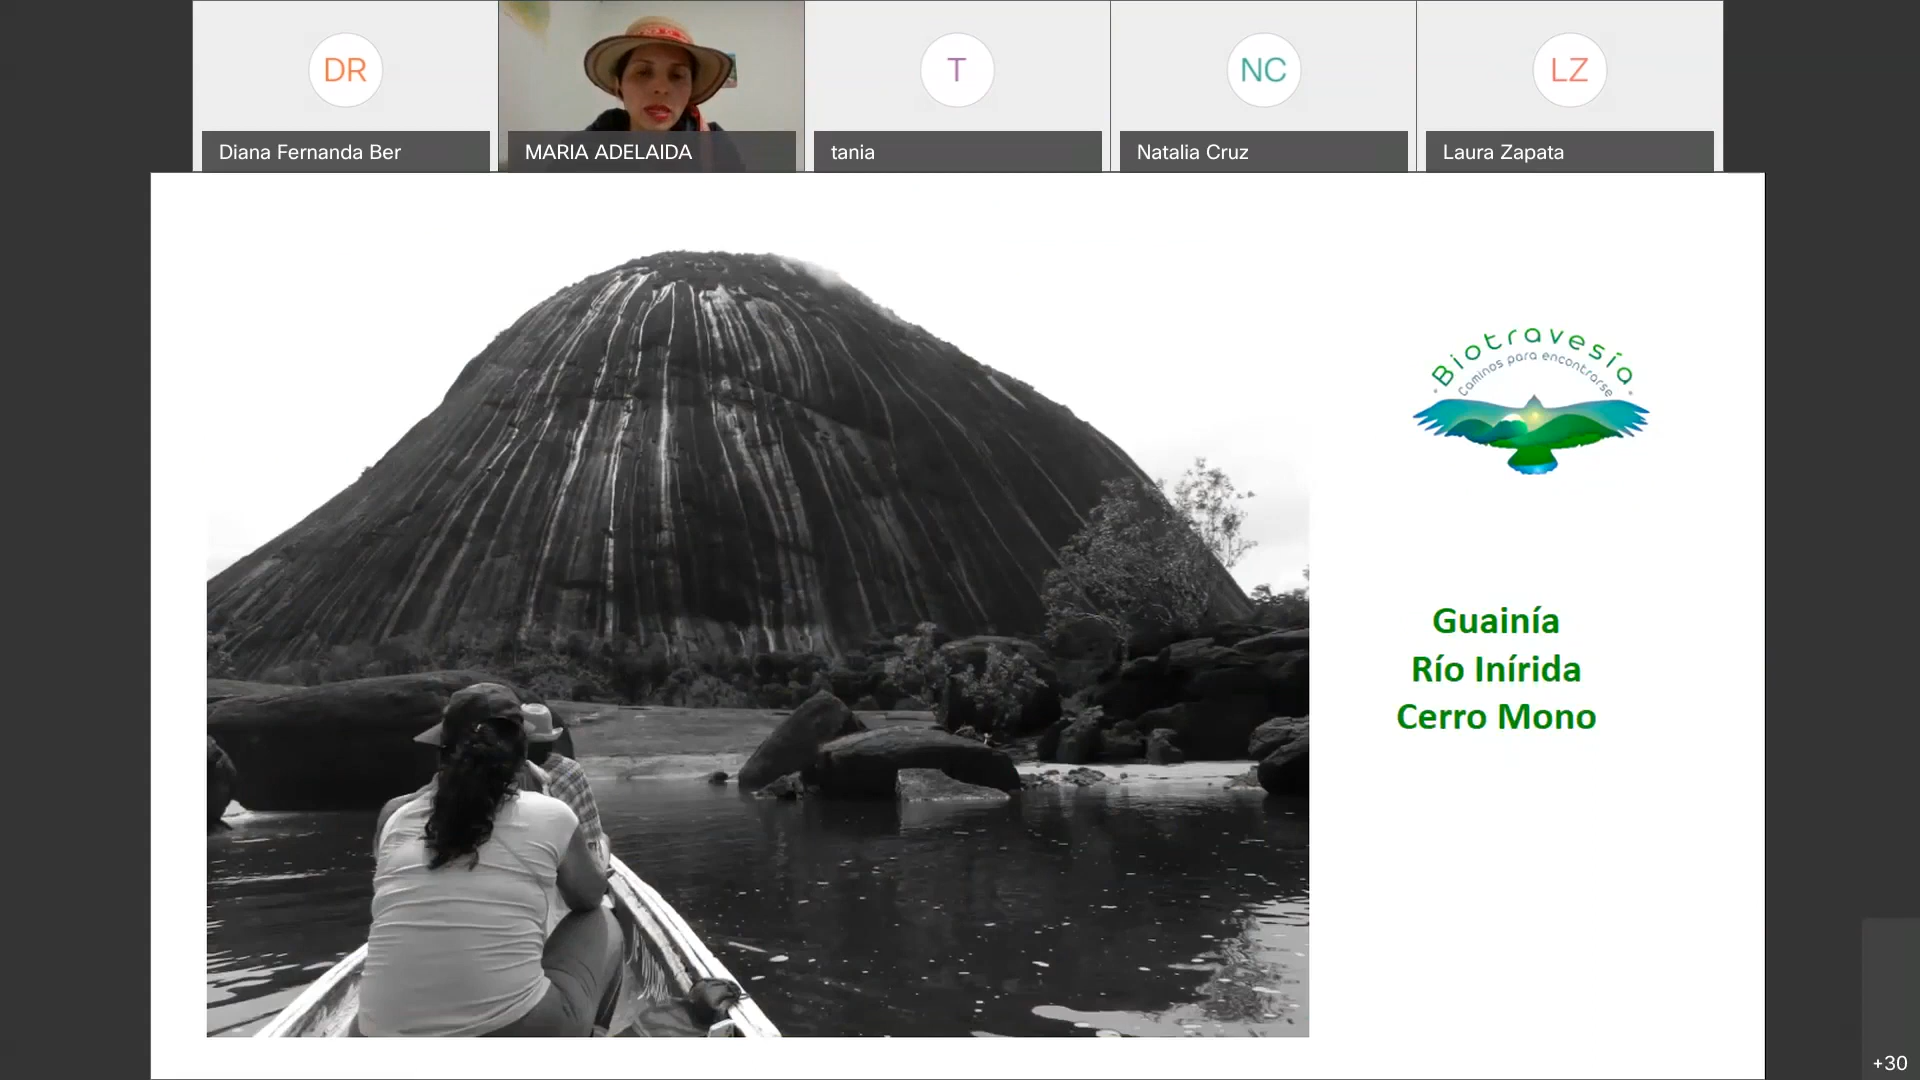 DR
T
NC
LZ
Diana Fernanda Ber
MARIA ADELAIDA
tania
Natalia Cruz
Laura Zapata
Biotravesía
Caminos para encontrarse
Guainía
Río Inírida
Cerro Mono
+30